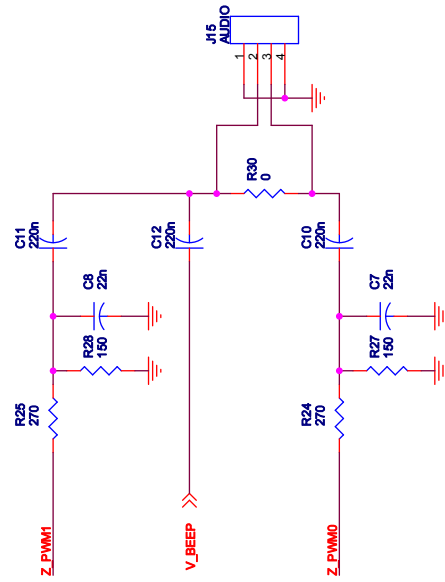 J15
AUDIO
1
2
3
4
R30
0
C11
220n
C12
220n
C10
220n
C8
22n
C7
22n
R28
150
R27
150
R25
270
R24
270
Z_PWM1
V_BEEP
Z_PWM0